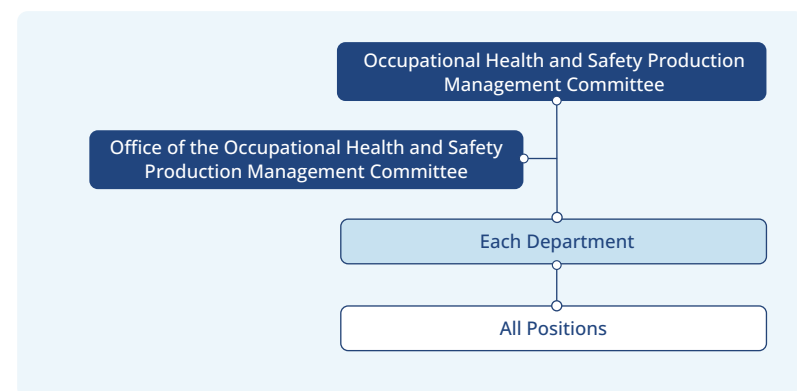 Occupational Health and Safety Production
Management Committee
Office of the Occupational Health and Safety
Production Management Committee
Each Department
All Positions